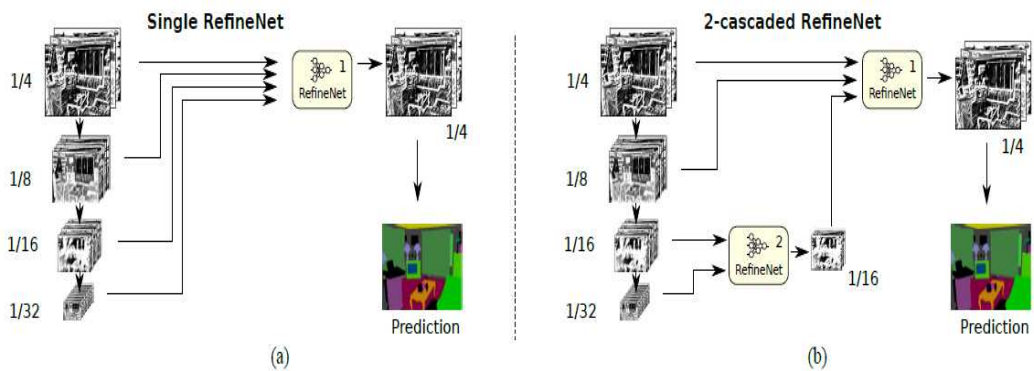 Single RefineNet
1/4
1
RefineNet
1/4
1/8
1/16
1/32
Prediction
(a)
2-cascaded RefineNet
1/4
1
RefineNet
1/4
1/8
1/16
2
RefineNet
1/16
1/32
Prediction
(b)